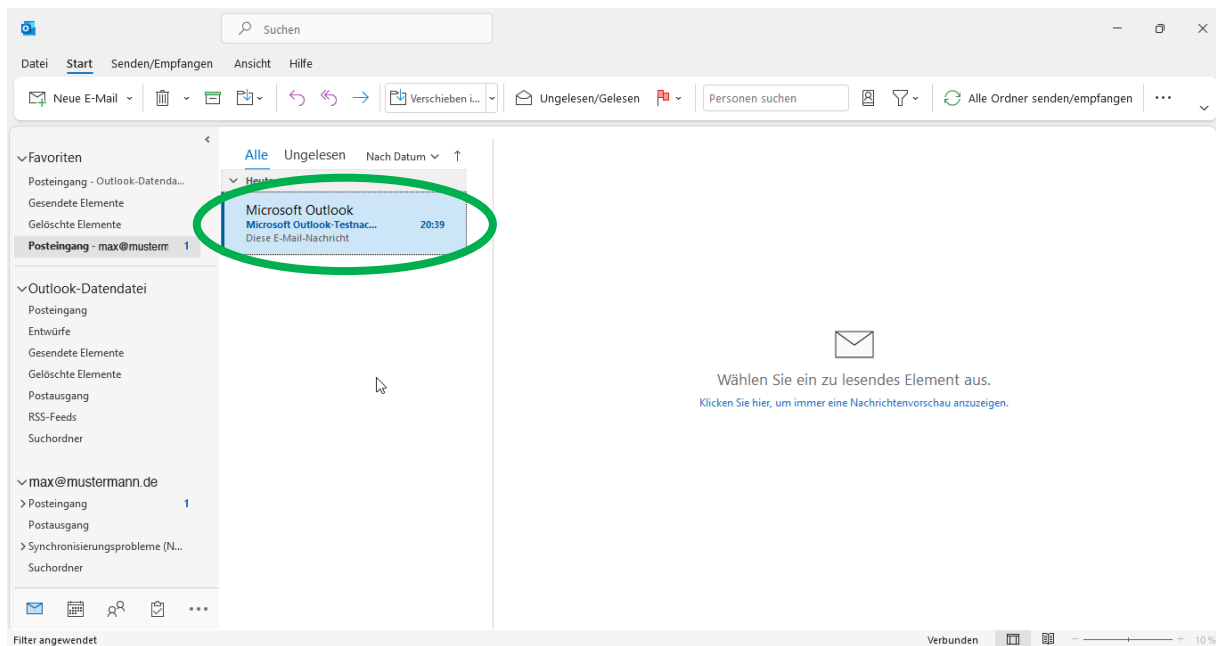 Suchen
Datei Start Senden/Empfangen Ansicht Hilfe
Neue E-Mail Verschieben i... Ungelesen/Gelesen Personen suchen Alle Ordner senden/empfangen
Favoriten
Posteingang - Outlook-Datenda...
Gesendete Elemente
Gelöschte Elemente
Posteingang - max@musterm 1
Outlook-Datendatei
Posteingang
Entwürfe
Gesendete Elemente
Gelöschte Elemente
Postausgang
RSS-Feeds
Suchordner
max@mustermann.de
Posteingang 1
Postausgang
Synchronisierungsprobleme (N...
Suchordner
Alle Ungelesen Nach Datum
Heute
Microsoft Outlook
Microsoft Outlook-Testnac... 20:39
Diese E-Mail-Nachricht
Wählen Sie ein zu lesendes Element aus.
Klicken Sie hier, um immer eine Nachrichtenvorschau anzuzeigen.
Filter angewendet Verbunden 10 %